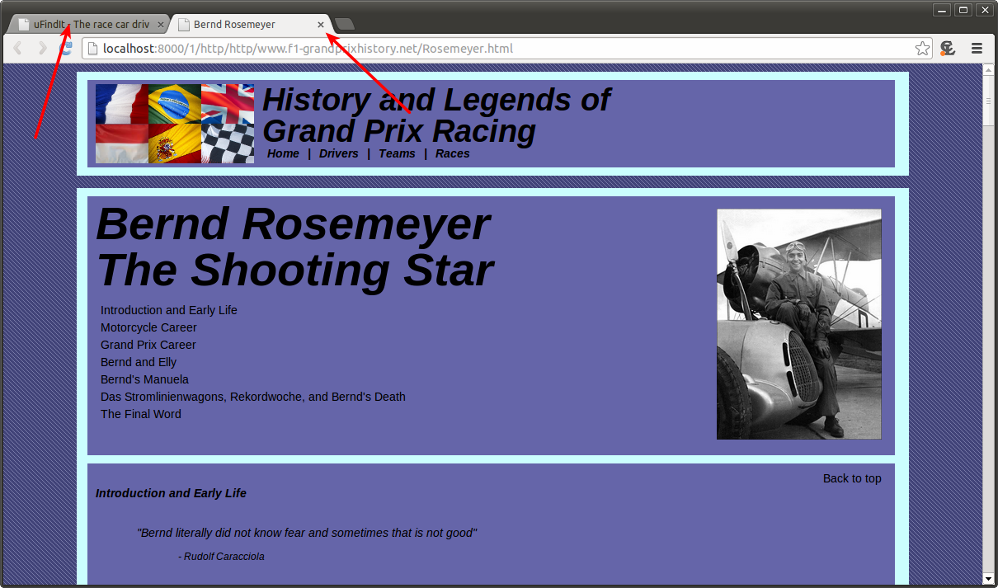 uFindIt - The race car driv
Bernd Rosemeyer
localhost:8000/1/http/http/www.f1-grandprixhistory.net/Rosemeyer.html
History and Legends of
Grand Prix Racing
Home | Drivers | Teams | Races
Bernd Rosemeyer
The Shooting Star
Introduction and Early Life
Motorcycle Career
Grand Prix Career
Bernd and Elly
Bernd's Manuela
Das Stromlinienwagons, Rekordwoche, and Bernd's Death
The Final Word
Back to top
Introduction and Early Life
"Bernd literally did not know fear and sometimes that is not good"
- Rudolf Caracciola